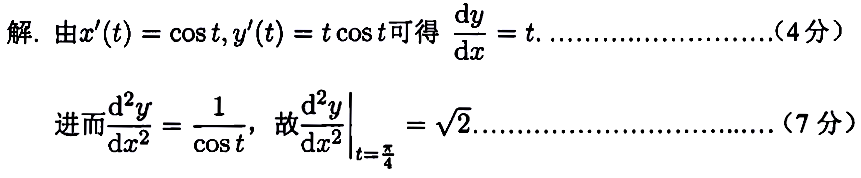 解. 由x′(t) = cos t, y′(t) = t cos t可得 dy/dx = t. ............................(4分)
进而d²y/dx² = 1/cos t, 故d²y/dx²|t=π/4 = √2..................................(7 分)